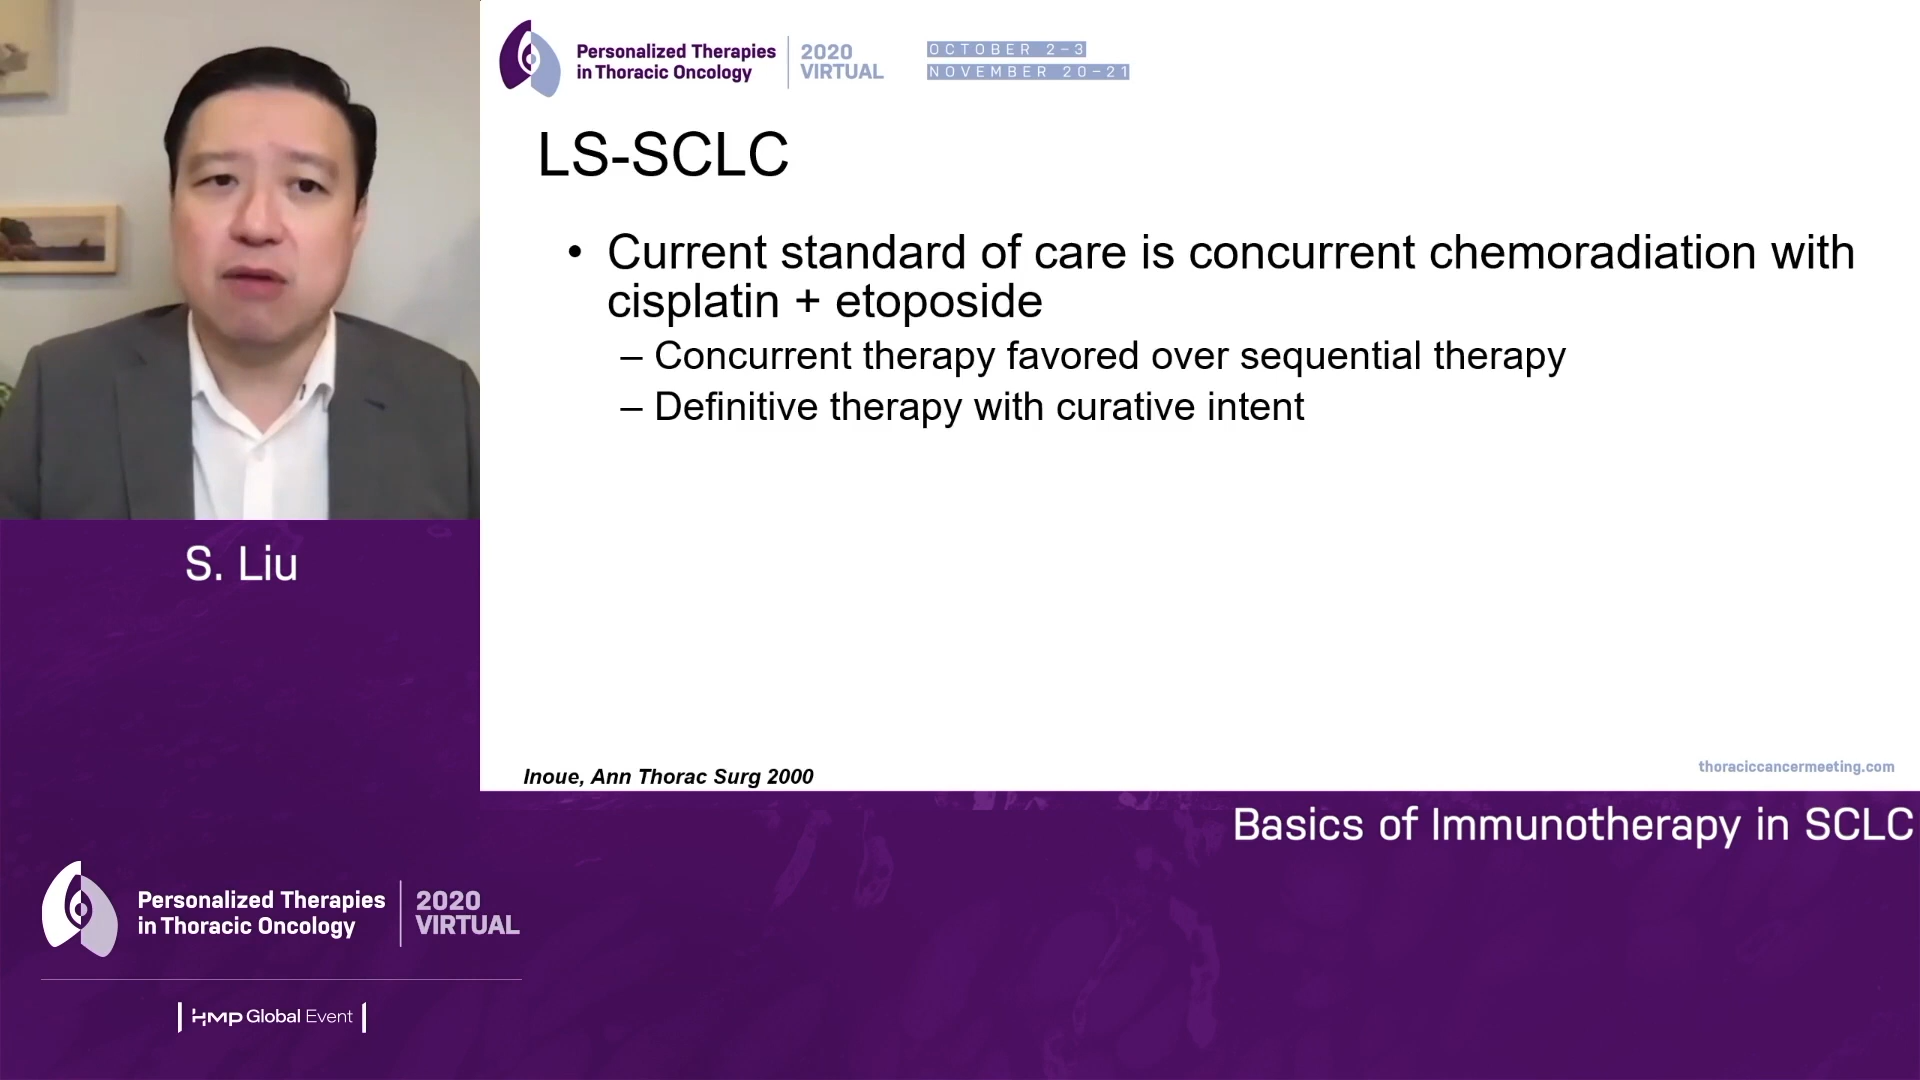 Personalized Therapies
in Thoracic Oncology
2020
VIRTUAL
OCTOBER 2-3
NOVEMBER 20-21
LS-SCLC
• Current standard of care is concurrent chemoradiation with
cisplatin + etoposide
– Concurrent therapy favored over sequential therapy
– Definitive therapy with curative intent
S. Liu
Inoue, Ann Thorac Surg 2000
thoraciccancermeeting.com
Basics of Immunotherapy in SCLC
Personalized Therapies
in Thoracic Oncology
2020
VIRTUAL
HMP Global Event